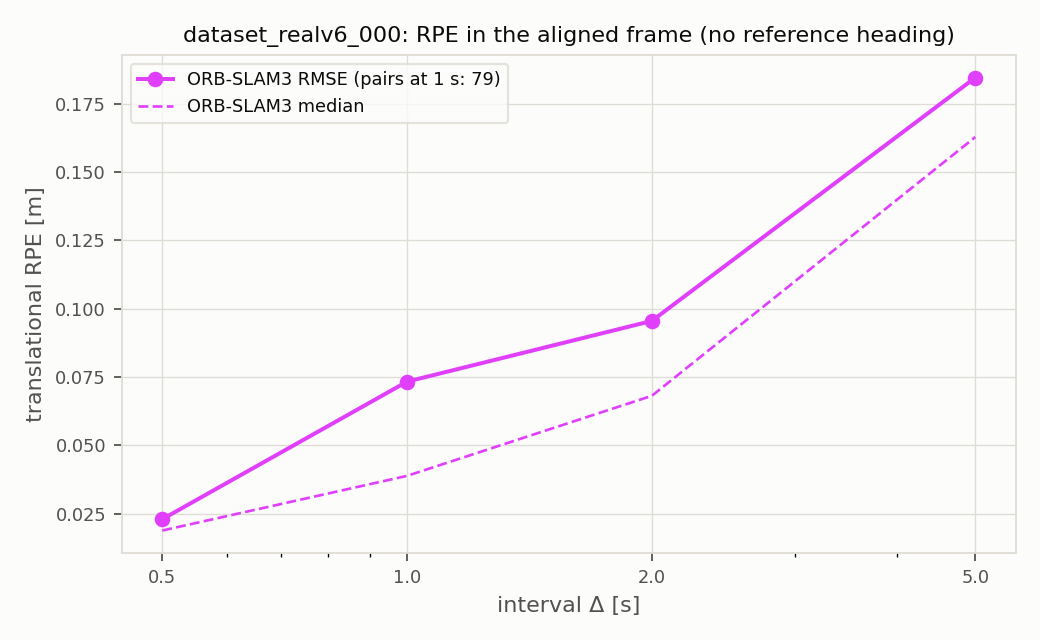 dataset_realv6_000: RPE in the aligned frame (no reference heading)
ORB-SLAM3 RMSE (pairs at 1 s: 79)
ORB-SLAM3 median
translational RPE [m]
0.175
0.150
0.125
0.100
0.075
0.050
0.025
0.5
1.0
2.0
5.0
interval Δ [s]